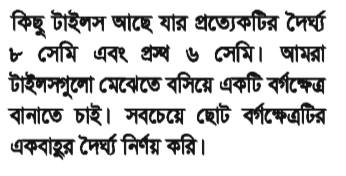 কিছু টাইলস আছে যার প্রত্যেকটির দৈর্ঘ্য
৮ সেমি এবং প্রস্থ ৬ সেমি। আমরা
টাইলসগুলো মেঝেতে বসিয়ে একটি বর্গক্ষেত্র
বানাতে চাই। সবচেয়ে ছোট বর্গক্ষেত্রটির
একবাহুর দৈর্ঘ্য নির্ণয় করি।